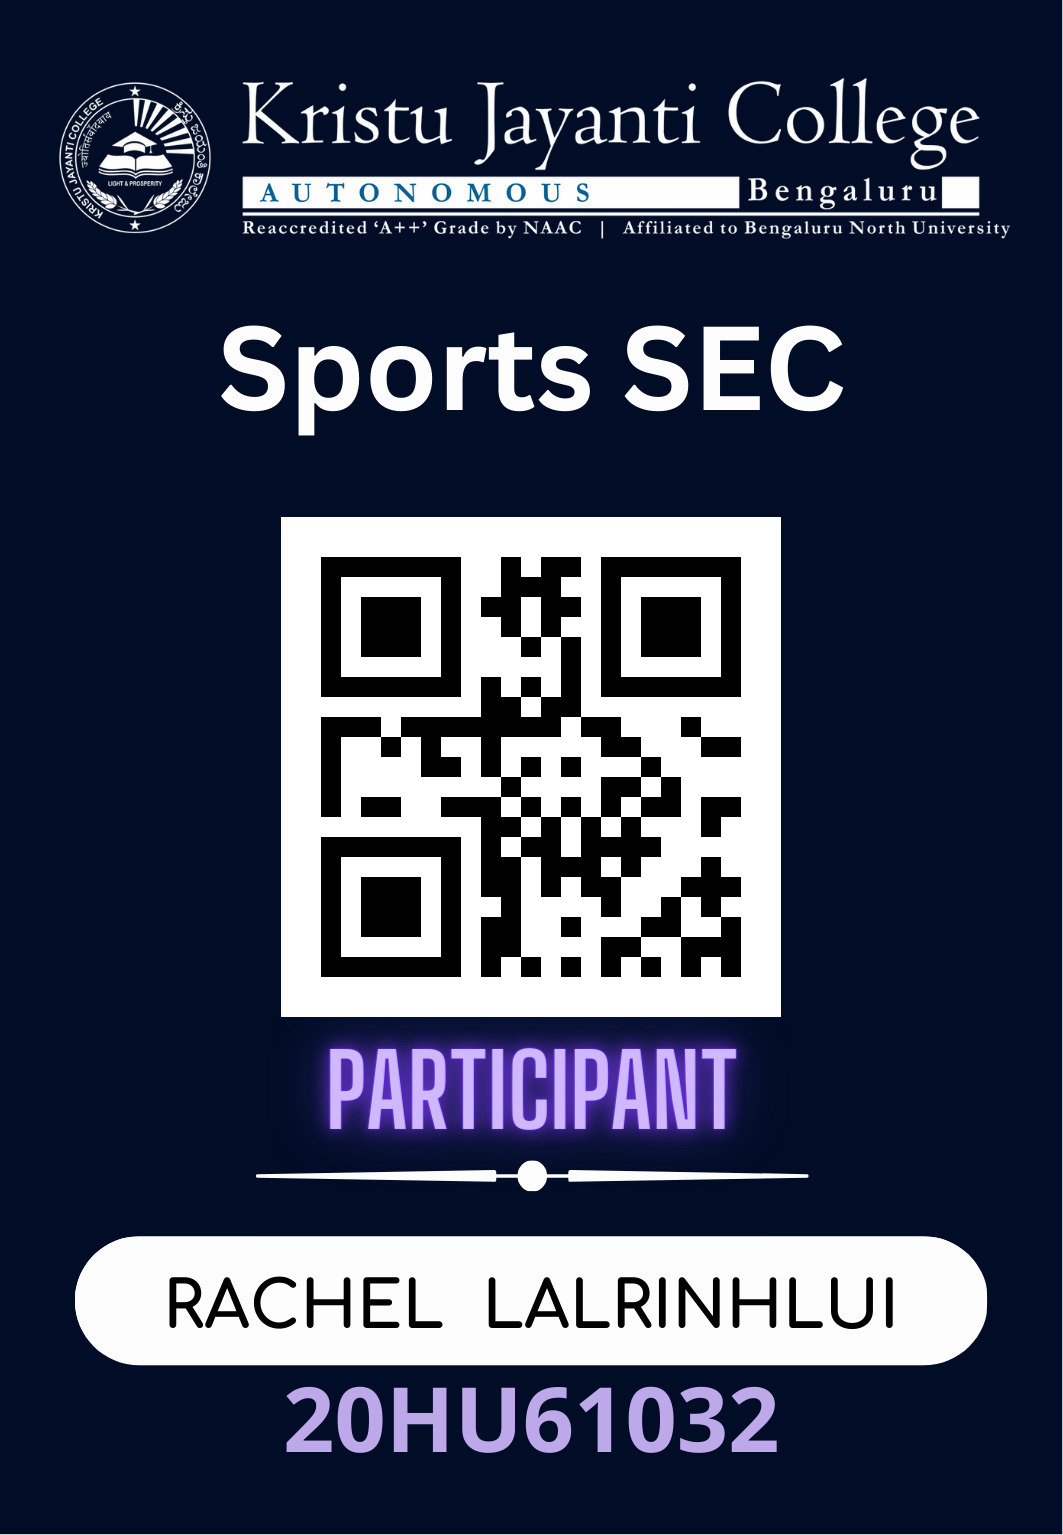 Kristu Jayanti College
AUTONOMOUS Bengaluru
Reaccredited ‘A++’ Grade by NAAC | Affiliated to Bengaluru North University
KRISTU JAYANTI COLLEGE
LIGHT & PROSPERITY
Sports SEC
PARTICIPANT
RACHEL LALRINHLUI
20HU61032